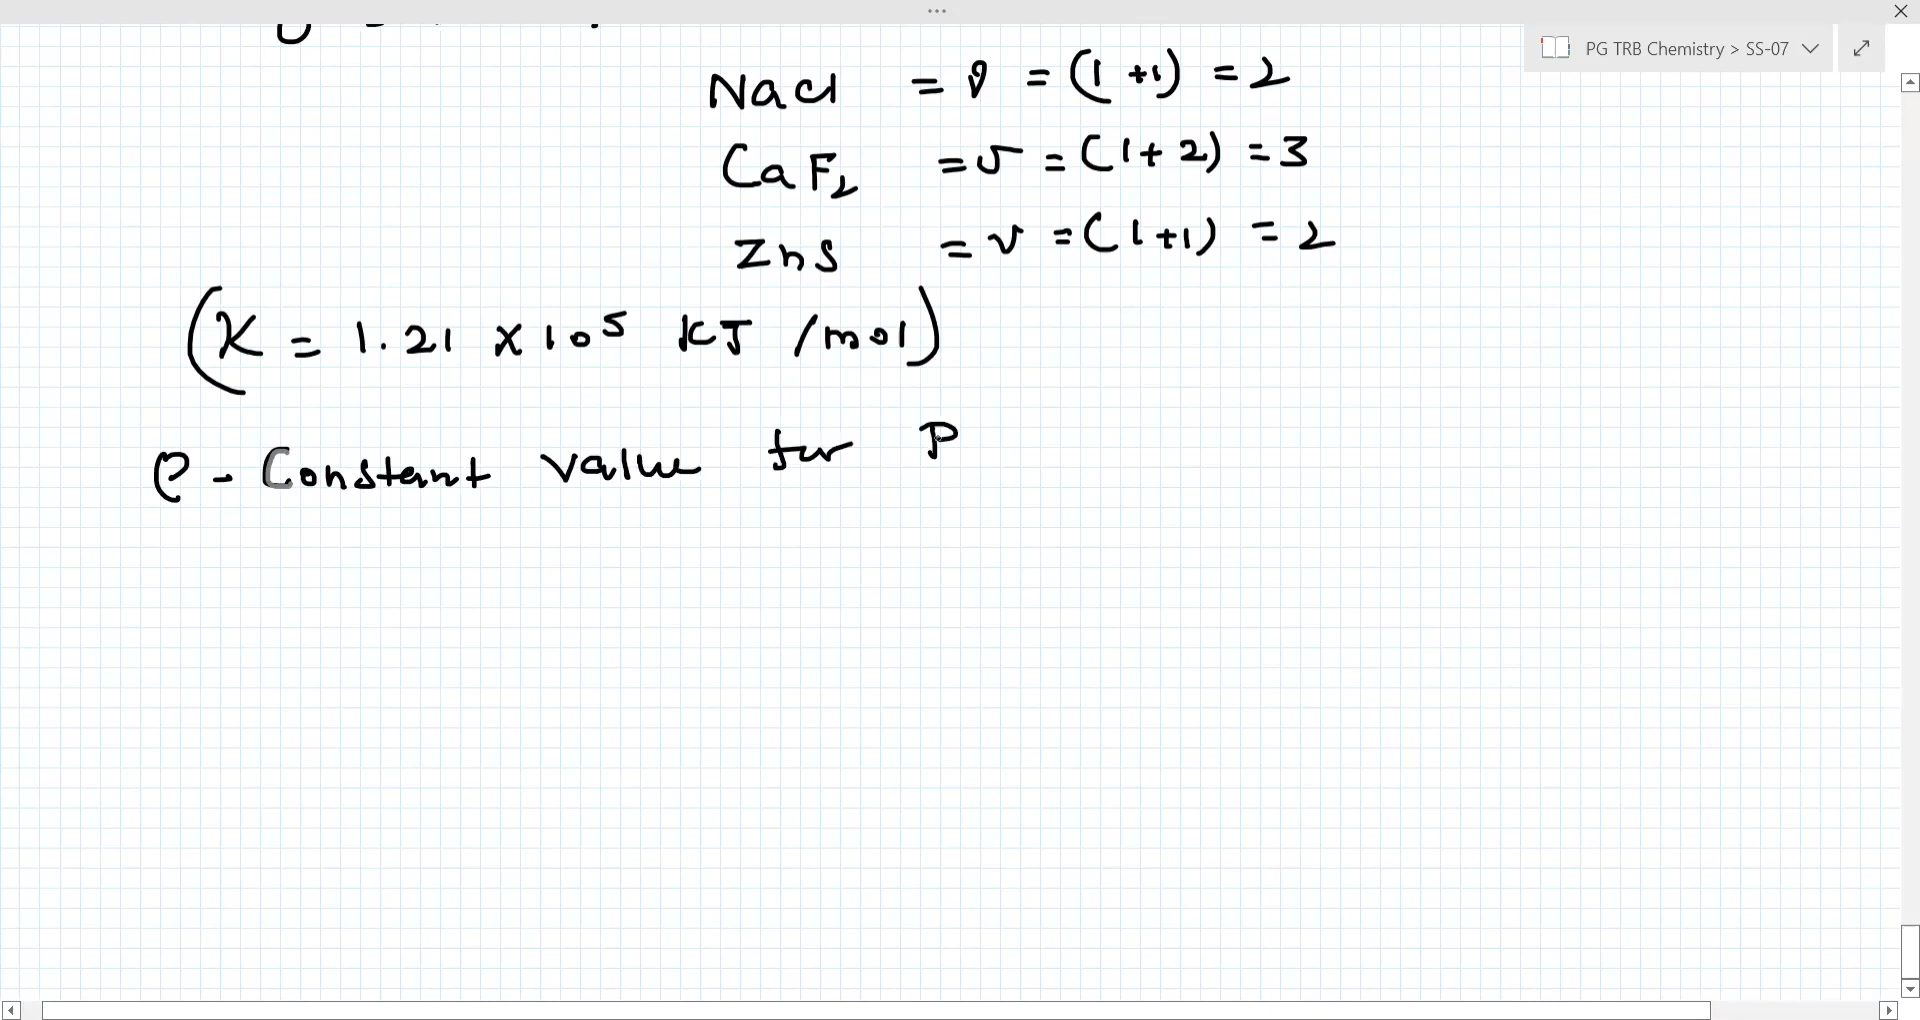 PG TRB Chemistry > SS-07
NaCl = ν = (1 +1) = 2
CaF₂ = ν = (1+ 2) = 3
ZnS = ν = (1+1) = 2
(K = 1.21 x 10⁵ KJ /mol)
ρ - Constant value for P